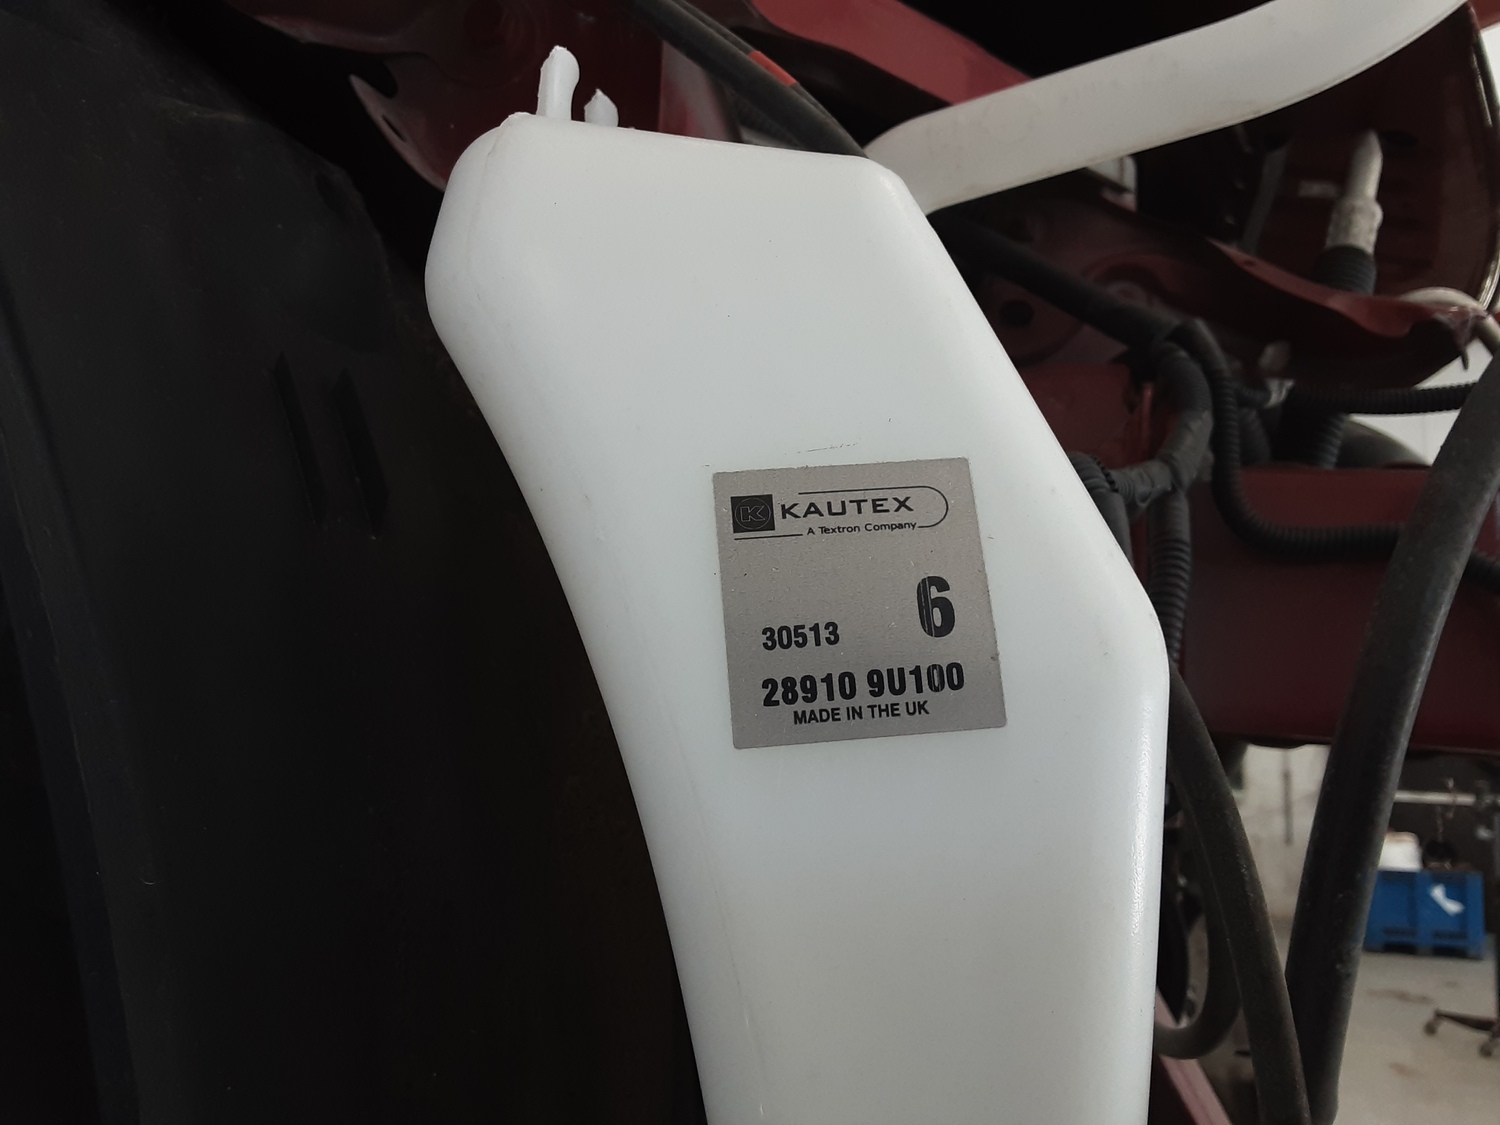 K KAUTEX
A Textron Company
6
30513
28910 9U100
MADE IN THE UK